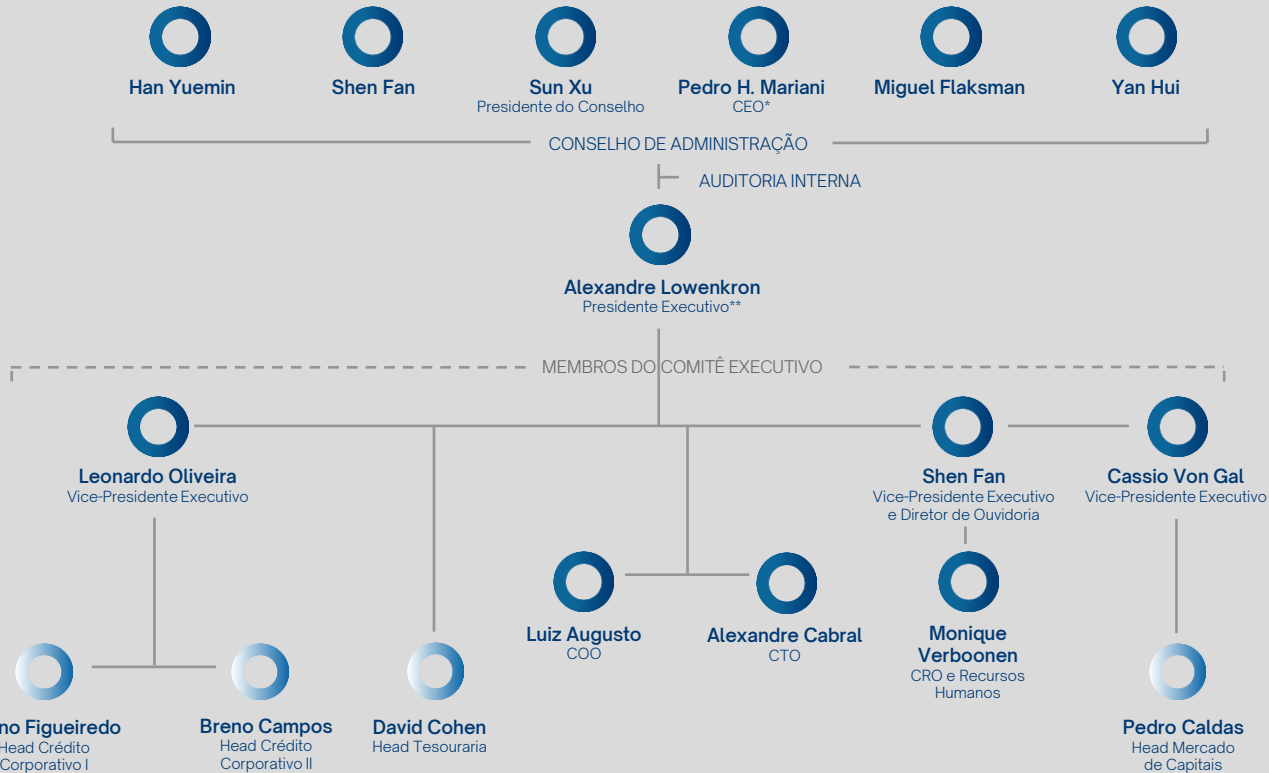 Han Yuemin
Shen Fan
Sun Xu
Presidente do Conselho
Pedro H. Mariani
CEO*
Miguel Flaksman
Yan Hui
CONSELHO DE ADMINISTRAÇÃO
AUDITORIA INTERNA
Alexandre Lowenkron
Presidente Executivo**
MEMBROS DO COMITÊ EXECUTIVO
Leonardo Oliveira
Vice-Presidente Executivo
Shen Fan
Vice-Presidente Executivo
e Diretor de Ouvidoria
Cassio Von Gal
Vice-Presidente Executivo
Luiz Augusto
COO
Alexandre Cabral
CTO
Monique
Verboonen
CRO e Recursos
Humanos
Figueiredo
Head Crédito
Corporativo I
Breno Campos
Head Crédito
Corporativo II
David Cohen
Head Tesouraria
Pedro Caldas
Head Mercado
de Capitais